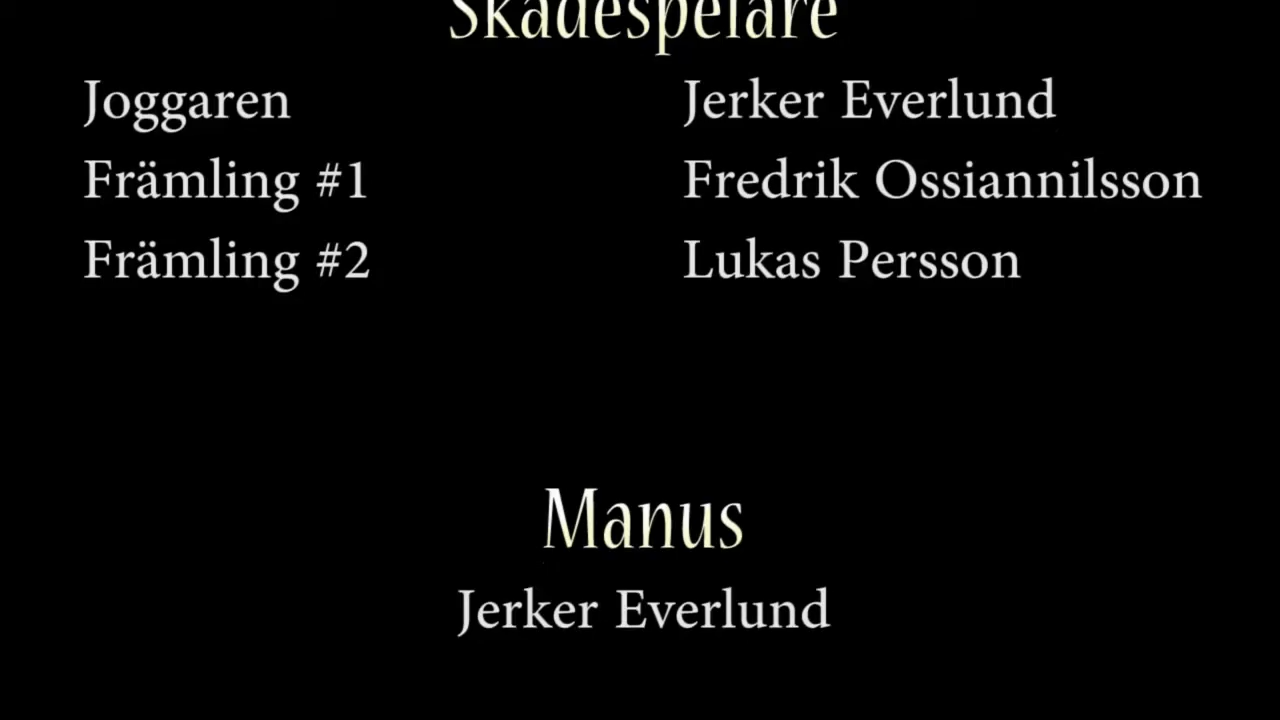 Skådespelare
Joggaren Jerker Everlund
Främling #1 Fredrik Ossiannilsson
Främling #2 Lukas Persson
Manus
Jerker Everlund